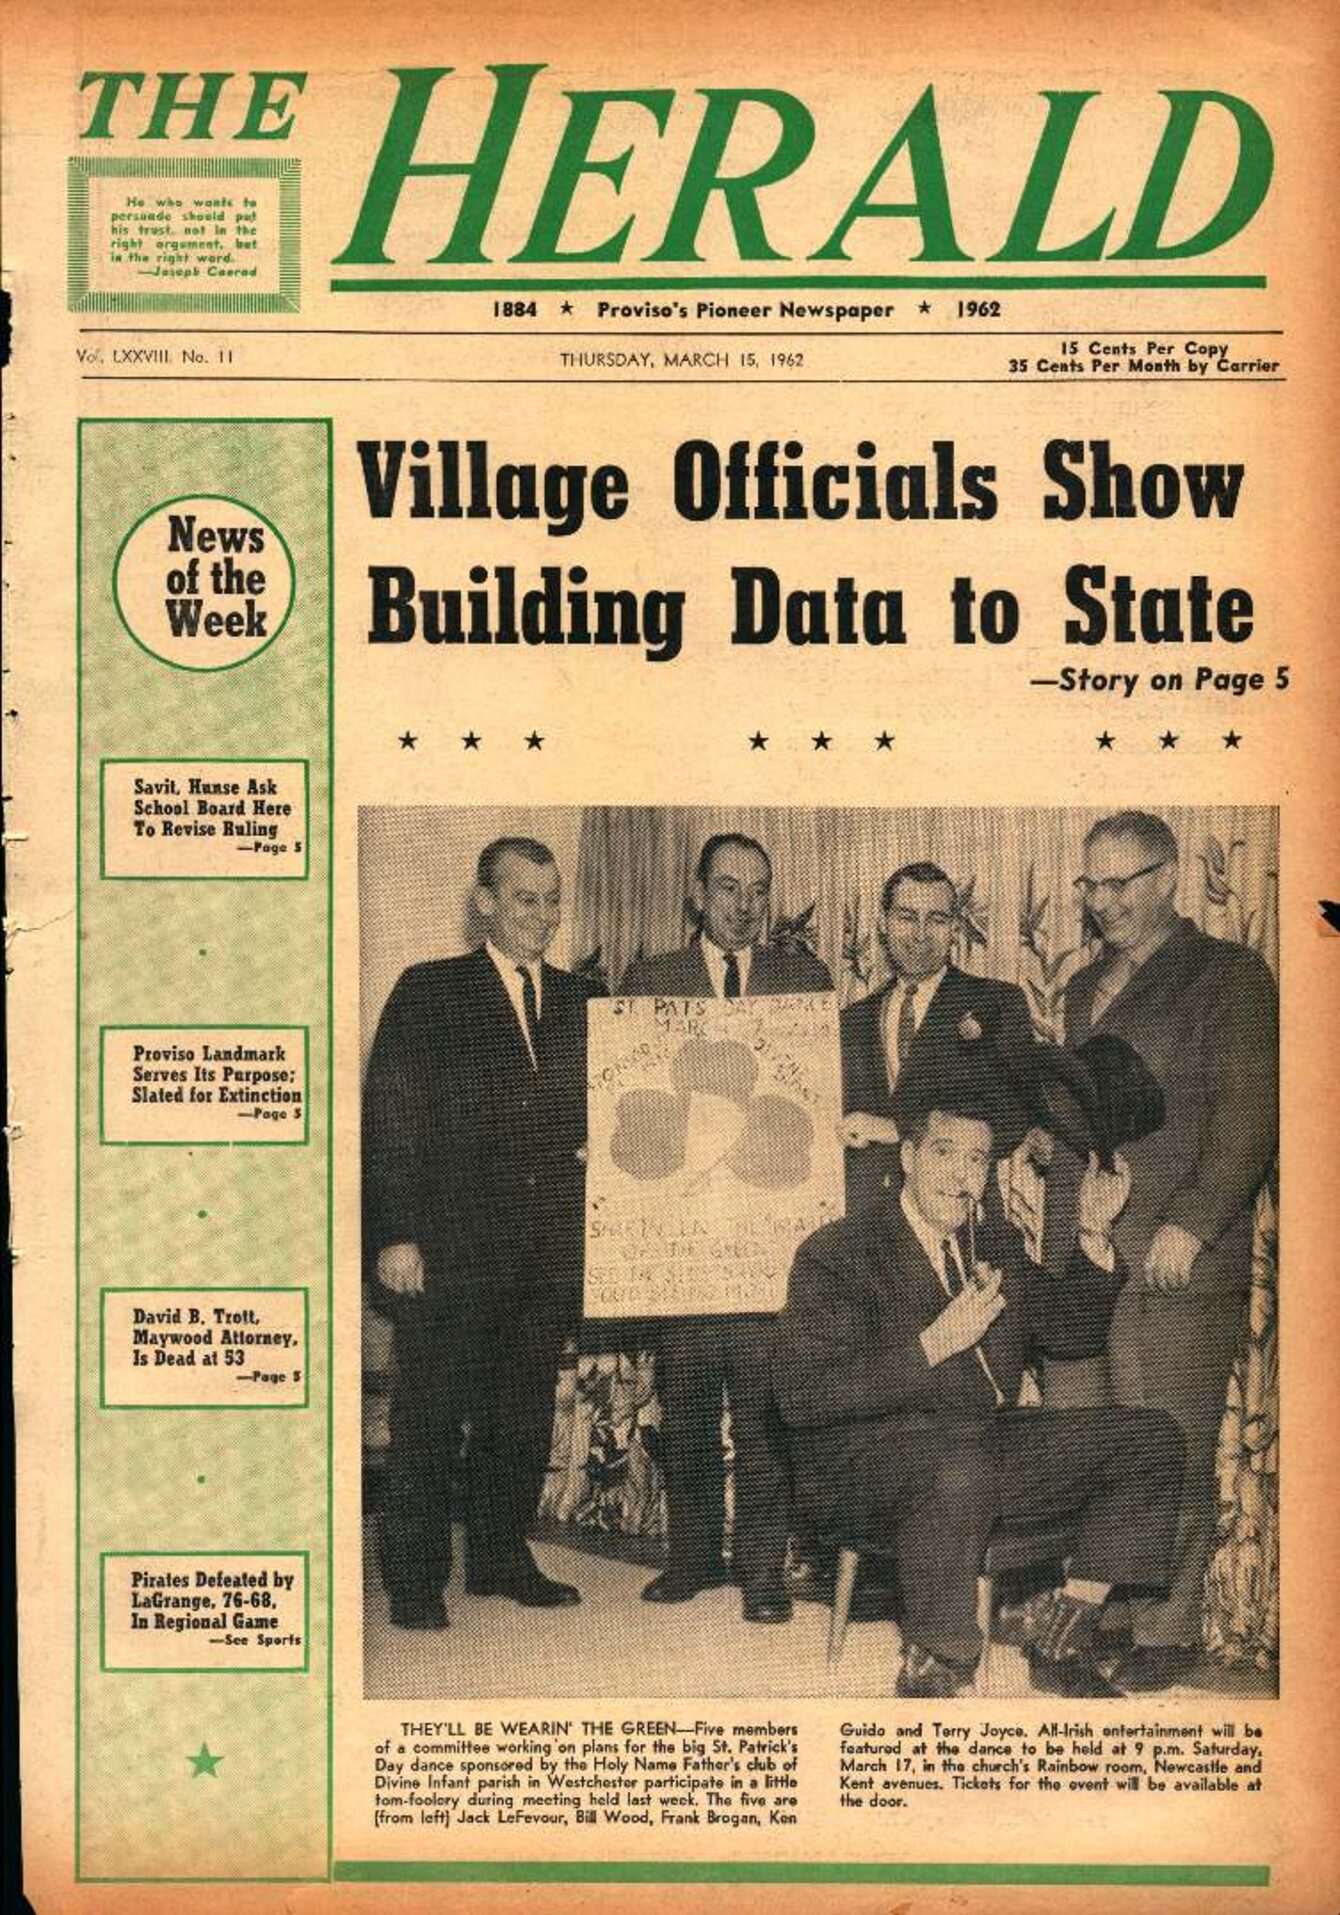 THE HERALD
He who wants to
persuade should put
his trust, not in the
right argument, but
in the right word.
—Joseph Conrad
1884 ★ Proviso's Pioneer Newspaper ★ 1962
Vol. LXXVIII No. 11
THURSDAY, MARCH 15, 1962
15 Cents Per Copy
35 Cents Per Month by Carrier
News
of the
Week
Savit, Hunse Ask
School Board Here
To Revise Ruling
—Page 5
Proviso Landmark
Serves Its Purpose;
Slated for Extinction
—Page 5
David B. Trott,
Maywood Attorney,
Is Dead at 53
—Page 5
Pirates Defeated by
LaGrange, 76-68,
In Regional Game
—See Sports
★
Village Officials Show
Building Data to State
—Story on Page 5
★ ★ ★ ★ ★ ★ ★ ★ ★
ST. PATS DAY DANCE
MARCH
THEY'LL BE WEARIN' THE GREEN—Five members
of a committee working on plans for the big St. Patrick's
Day dance sponsored by the Holy Name Father's club of
Divine Infant parish in Westchester participate in a little
tom-foolery during meeting held last week. The five are
(from left) Jack LeFevour, Bill Wood, Frank Brogan, Ken
Guido and Terry Joyce. All-Irish entertainment will be
featured at the dance to be held at 9 p.m. Saturday,
March 17, in the church's Rainbow room, Newcastle and
Kent avenues. Tickets for the event will be available at
the door.